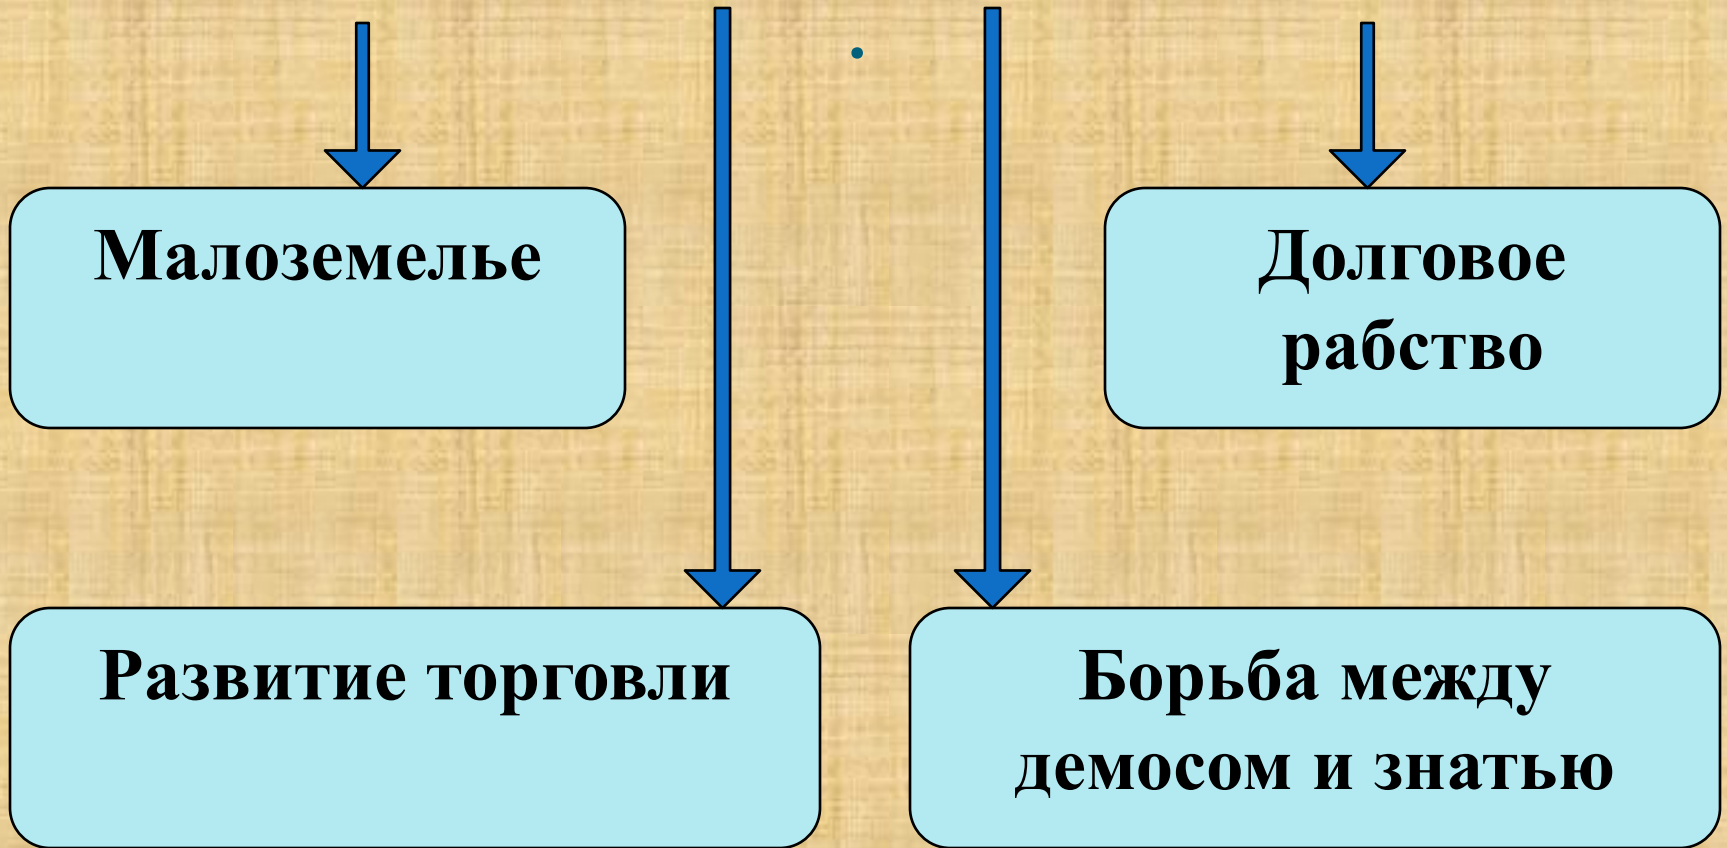 Малоземелье
Долговое
рабство
Развитие торговли
Борьба между
демосом и знатью